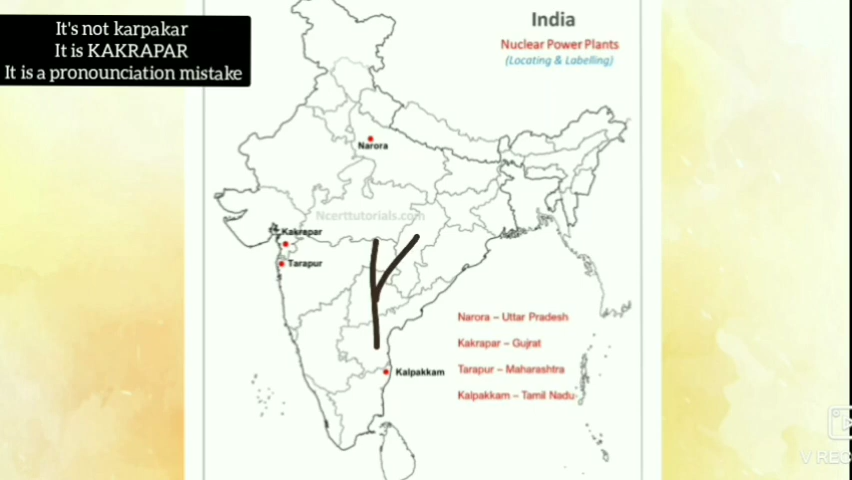 It's not karpakar
It is KAKRAPAR
It is a pronounciation mistake
India
Nuclear Power Plants
(Locating & Labelling)
Narora
Ncerttutorials.com
Kakrapar
Tarapur
Narora – Uttar Pradesh
Kakrapar – Gujrat
Tarapur – Maharashtra
Kalpakkam
Kalpakkam – Tamil Nadu
V REC